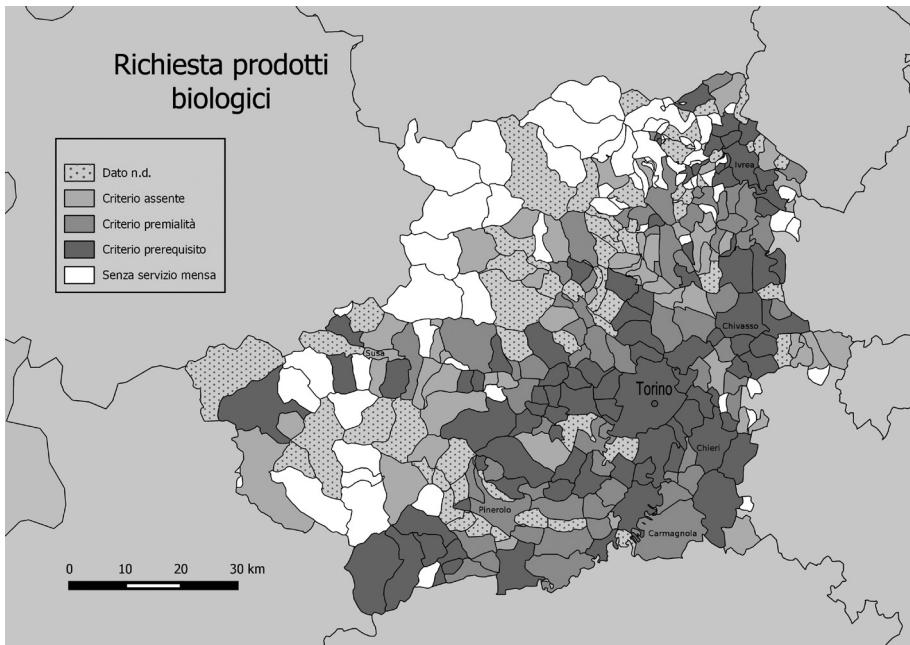 Richiesta prodotti
biologici
Dato n.d.
Criterio assente
Criterio premialità
Criterio prerequisito
Senza servizio mensa
Ivrea
Chivasso
Susa
Torino
Chieri
Pinerolo
Carmagnola
0 10 20 30 km